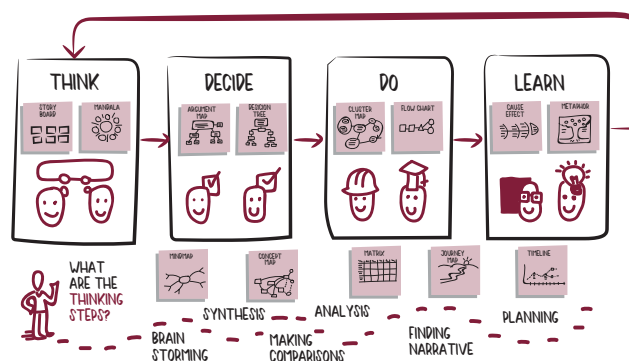 THINK
STORY
BOARD
MANDALA
DECIDE
ARGUMENT
MAP
DESICION
TREE
DO
CLUSTER
MAP
FLOW CHART
LEARN
CAUSE
EFFECT
METAPHOR
MINDMAP
CONCEPT
MAP
MATRIX
JOURNEY
MAP
TIMELINE
WHAT
ARE THE
THINKING
STEPS?
SYNTHESIS
ANALYSIS
PLANNING
BRAIN
STORMING
MAKING
COMPARISONS
FINDING
NARRATIVE